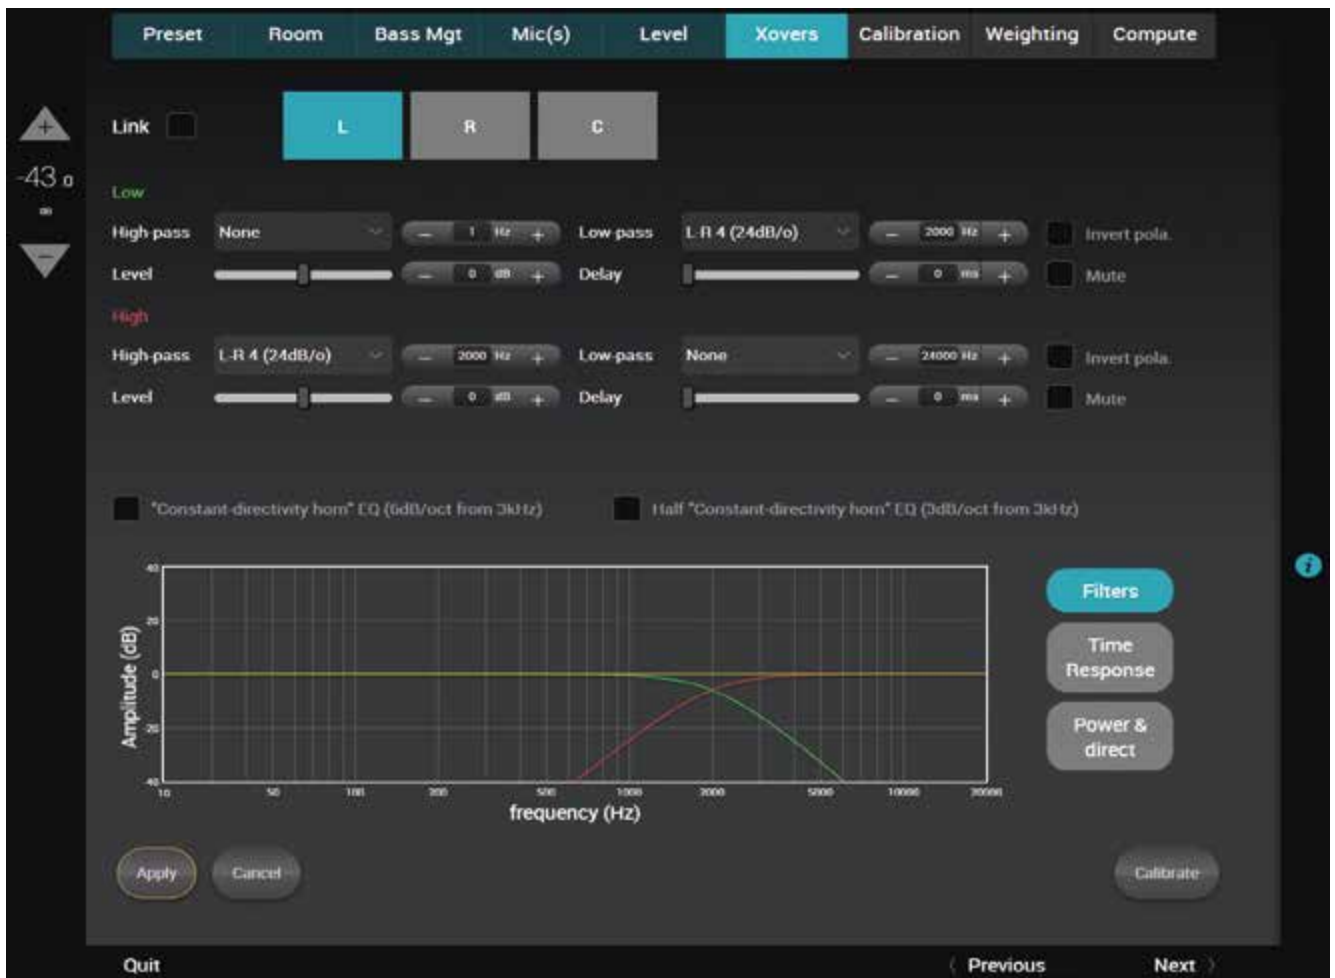 Preset Room Bass Mgt Mic(s) Level Xovers Calibration Weighting Compute
Link L R C
-43.0
Low
High-pass None 1 Hz Low-pass L-R 4 (24dB/o) 2000 Hz Invert pola.
Level 0 dB Delay 0 ms Mute
High
High-pass L-R 4 (24dB/o) 2000 Hz Low-pass None 24000 Hz Invert pola.
Level 0 dB Delay 0 ms Mute
"Constant-directivity horn" EQ (6dB/oct from 3kHz) Half "Constant-directivity horn" EQ (3dB/oct from 3kHz)
40
20
0
-20
-40
Amplitude (dB)
10 50 100 200 500 1000 2000 5000 10000 20000
frequency (Hz)
Filters
Time
Response
Power &
direct
Apply Cancel Calibrate
Quit Previous Next